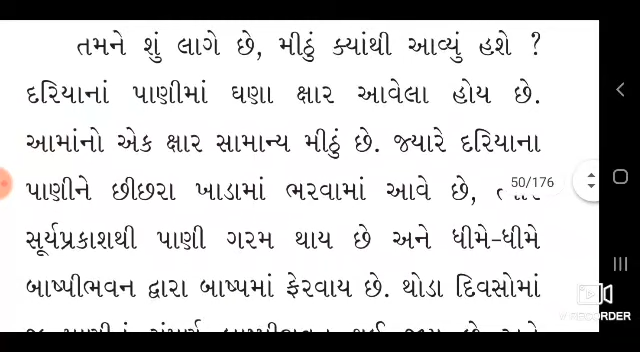 તમને શું લાગે છે, મીઠું ક્યાંથી આવ્યું હશે ?
દરિયાનાં પાણીમાં ઘણા ક્ષાર આવેલા હોય છે.
આમાંનો એક ક્ષાર સામાન્ય મીઠું છે. જ્યારે દરિયાના
પાણીને છીછરા ખાડામાં ભરવામાં આવે છે,
50/176
સૂર્યપ્રકાશથી પાણી ગરમ થાય છે અને ધીમે-ધીમે
બાષ્પીભવન દ્વારા બાષ્પમાં ફેરવાય છે. થોડા દિવસોમાં
V RECORDER